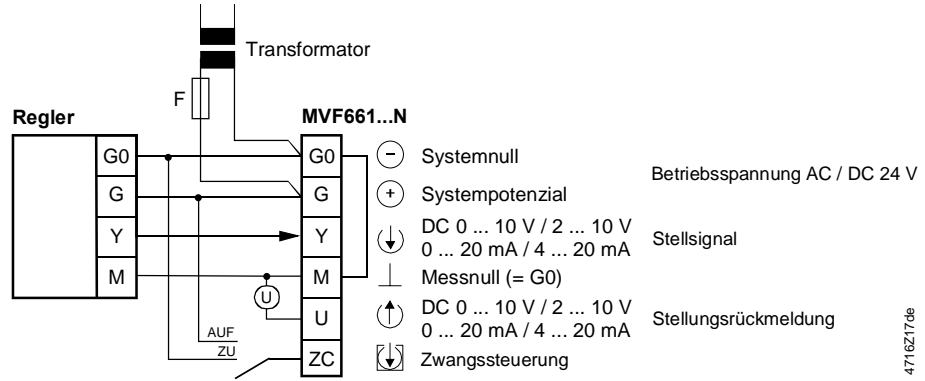 Transformator
F
Regler
MVF661...N
G0
G0
Systemnull
Betriebsspannung AC / DC 24 V
G
G
Systempotenzial
Y
Y
DC 0 ... 10 V / 2 ... 10 V
0 ... 20 mA / 4 ... 20 mA
Stellsignal
M
M
Messnull (= G0)
U
U
DC 0 ... 10 V / 2 ... 10 V
0 ... 20 mA / 4 ... 20 mA
Stellungsrückmeldung
AUF
ZU
ZC
Zwangssteuerung
4716Z17de